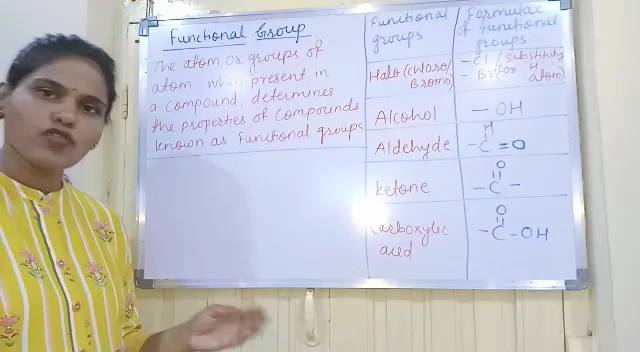 Functional Group
The atom or groups of
atom when present in
a compound, determines
the properties of compounds
known as Functional groups
Functional
groups
Formulae
of functional
groups
Halo (chloro/
Bromo)
- Cl (substituting
- Br for H
atom)
Alcohol
- OH
Aldehyde
H
- C = O
ketone
O
- C -
Carboxylic
acid
O
- C - OH